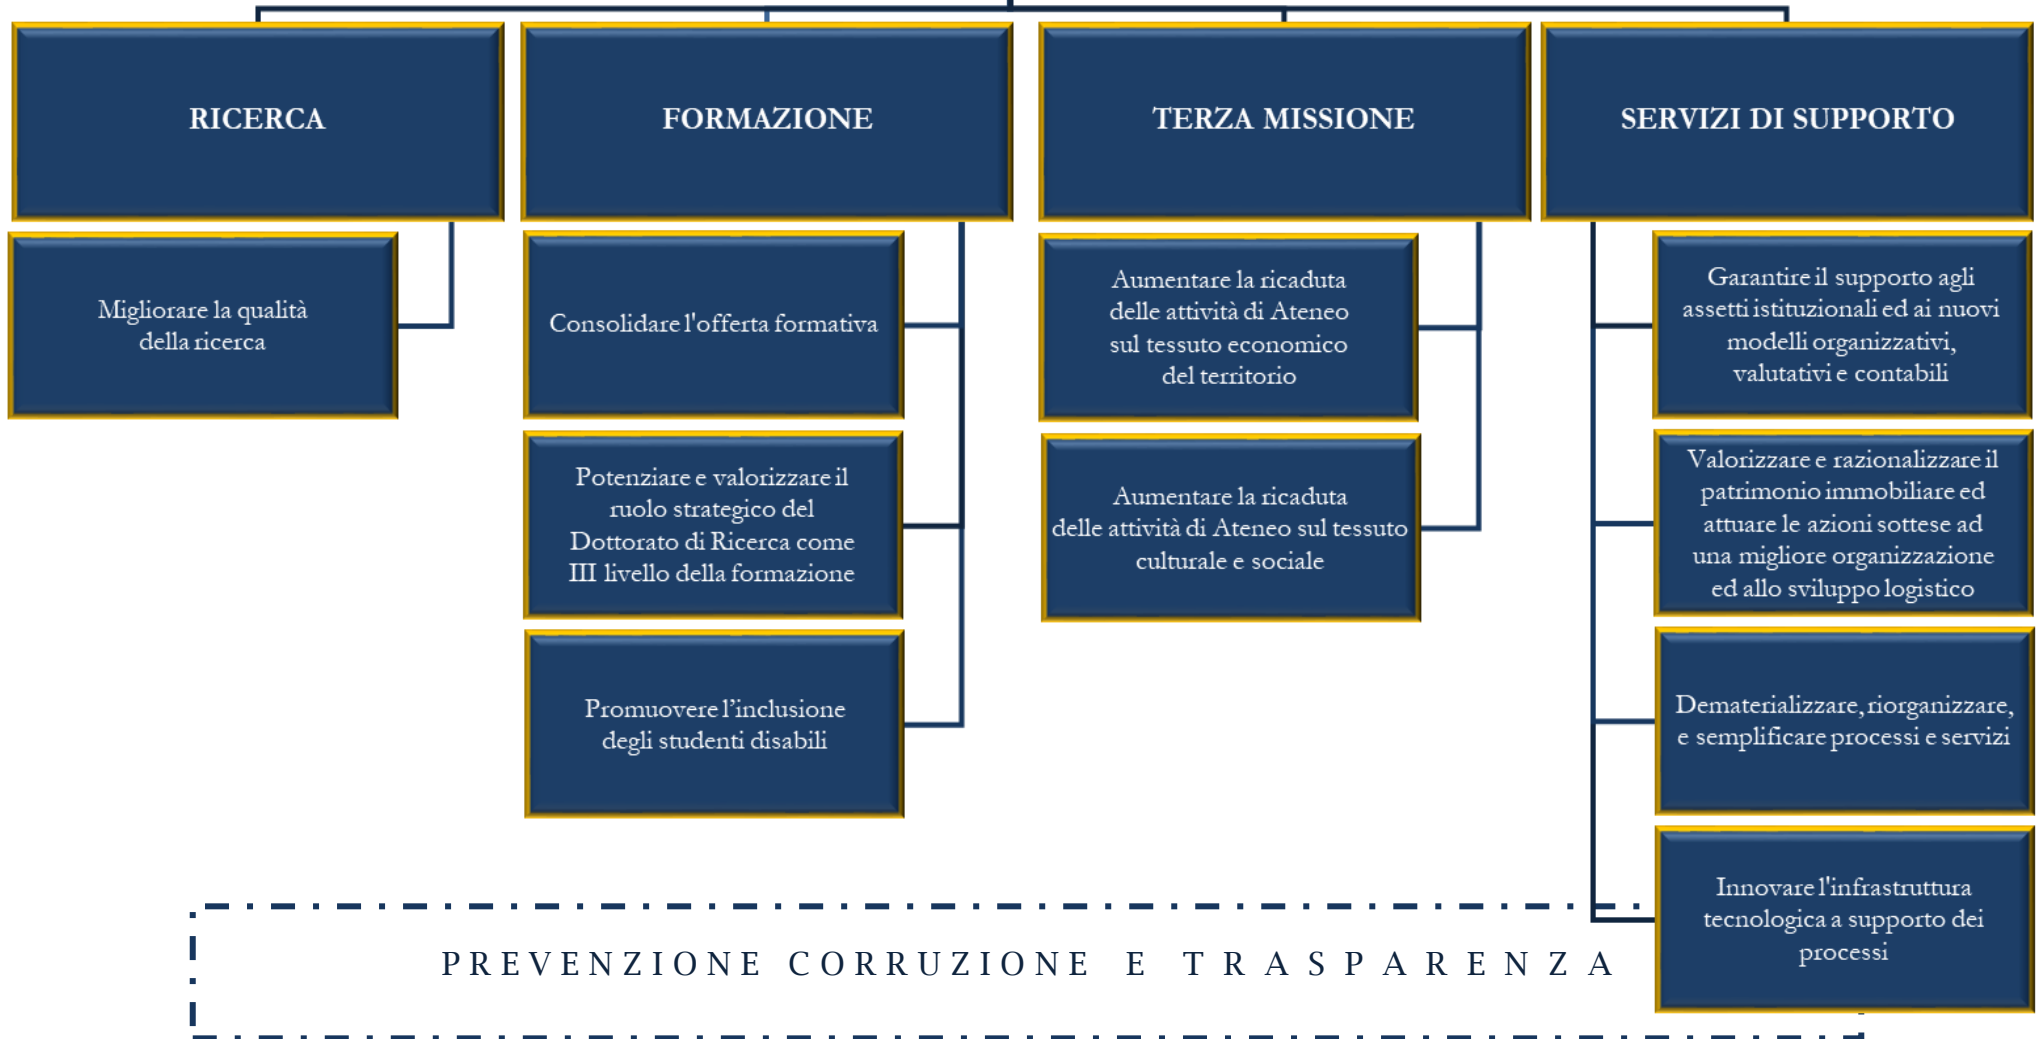 RICERCA
Migliorare la qualità
della ricerca
FORMAZIONE
Consolidare l'offerta formativa
Potenziare e valorizzare il
ruolo strategico del
Dottorato di Ricerca come
III livello della formazione
Promuovere l’inclusione
degli studenti disabili
TERZA MISSIONE
Aumentare la ricaduta
delle attività di Ateneo
sul tessuto economico
del territorio
Aumentare la ricaduta
delle attività di Ateneo sul tessuto
culturale e sociale
SERVIZI DI SUPPORTO
Garantire il supporto agli
assetti istituzionali ed ai nuovi
modelli organizzativi,
valutativi e contabili
Valorizzare e razionalizzare il
patrimonio immobiliare ed
attuare le azioni sottese ad
una migliore organizzazione
ed allo sviluppo logistico
Dematerializzare, riorganizzare,
e semplificare processi e servizi
Innovare l'infrastruttura
tecnologica a supporto dei
processi
PREVENZIONE CORRUZIONE E TRASPARENZA